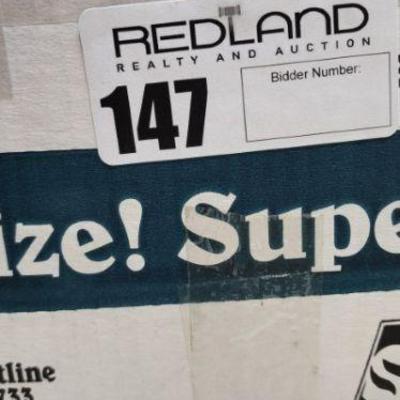 REDLAND
REALTY AND AUCTION
147
Bidder Number:
ize! Supe
tline
733